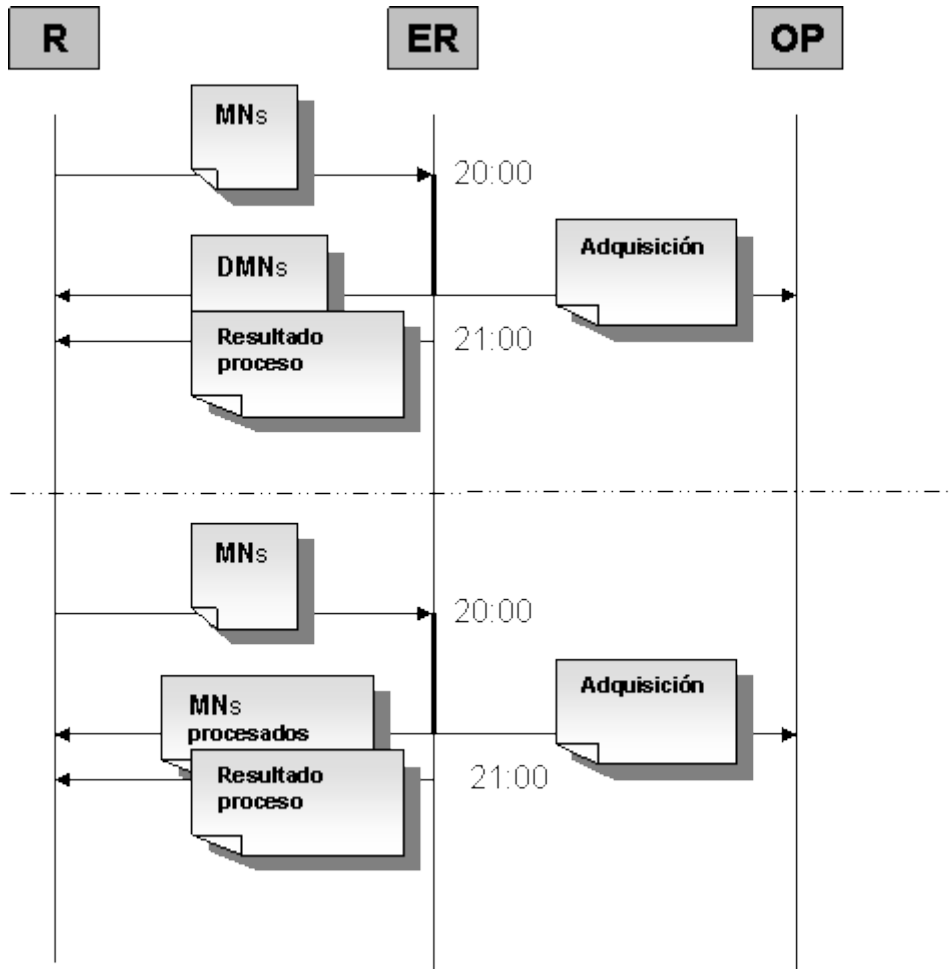 R
ER
OP
MNs
20:00
Adquisición
DMNs
Resultado
proceso
21:00
MNs
20:00
Adquisición
MNs
procesados
Resultado
proceso
21:00